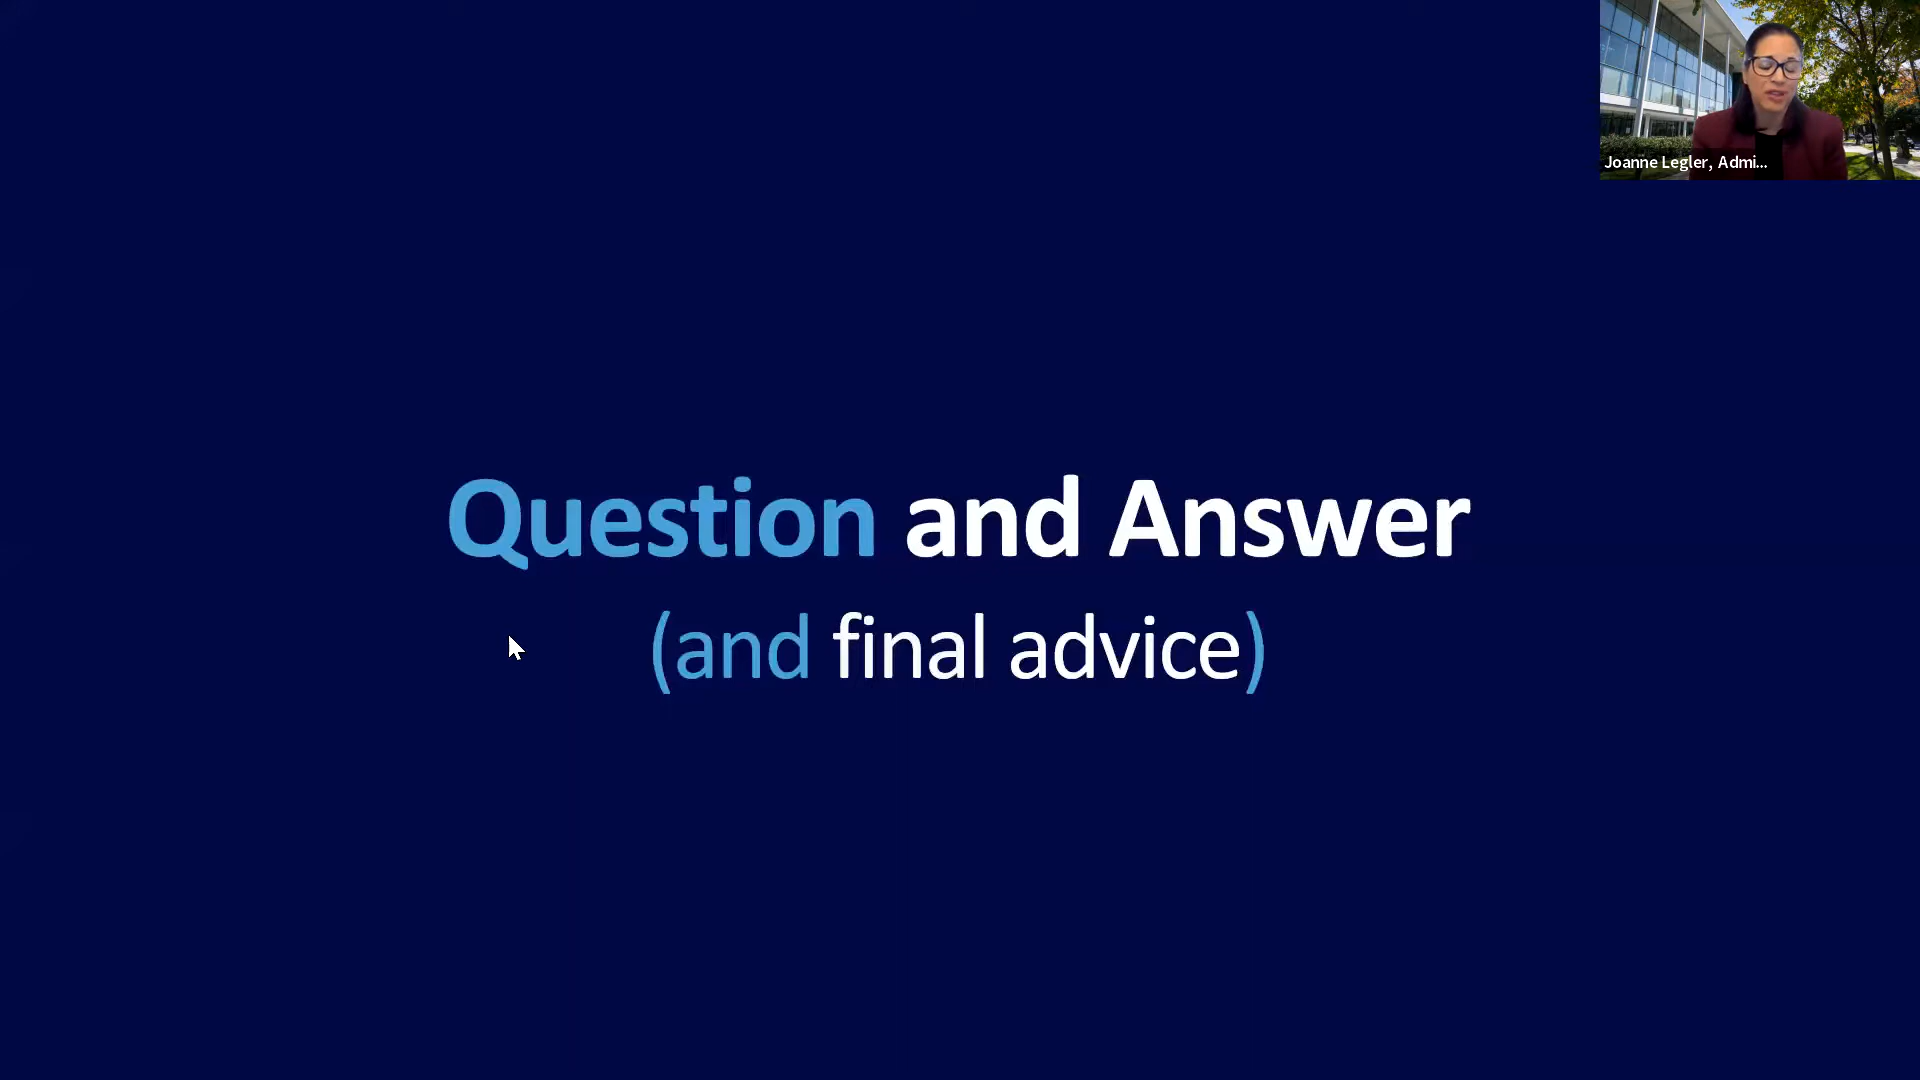 Joanne Legler, Admi...
Question and Answer
(and final advice)